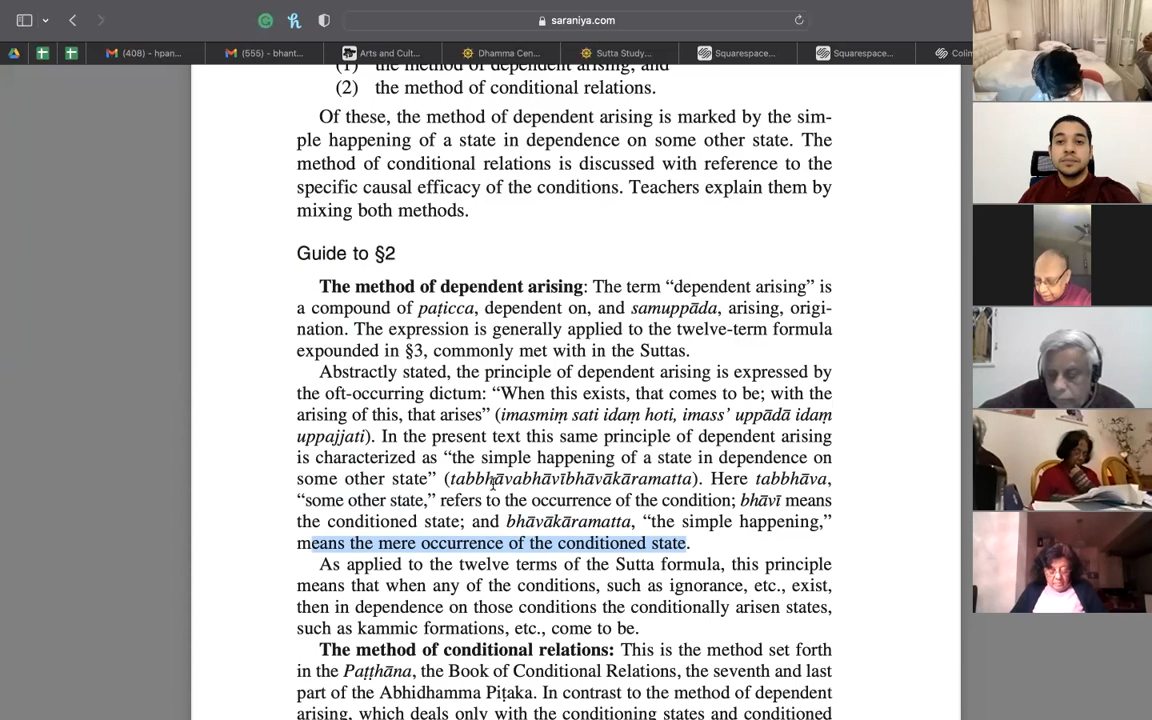 saraniya.com
(408) - hpan...
(555) - bhant...
Arts and Cult...
Dhamma Cen...
Sutta Study...
Squarespace...
Squarespace...
Colin
(1) the method of dependent arising; and
(2) the method of conditional relations.
Of these, the method of dependent arising is marked by the sim-
ple happening of a state in dependence on some other state. The
method of conditional relations is discussed with reference to the
specific causal efficacy of the conditions. Teachers explain them by
mixing both methods.
Guide to §2
The method of dependent arising: The term “dependent arising” is
a compound of paṭicca, dependent on, and samuppāda, arising, origi-
nation. The expression is generally applied to the twelve-term formula
expounded in §3, commonly met with in the Suttas.
Abstractly stated, the principle of dependent arising is expressed by
the oft-occurring dictum: “When this exists, that comes to be; with the
arising of this, that arises” (imasmiṃ sati idaṃ hoti, imass’ uppādā idaṃ
uppajjati). In the present text this same principle of dependent arising
is characterized as “the simple happening of a state in dependence on
some other state” (tabbhāvabhāvībhāvākāramatta). Here tabbhāva,
“some other state,” refers to the occurrence of the condition; bhāvī means
the conditioned state; and bhāvākāramatta, “the simple happening,”
means the mere occurrence of the conditioned state.
As applied to the twelve terms of the Sutta formula, this principle
means that when any of the conditions, such as ignorance, etc., exist,
then in dependence on those conditions the conditionally arisen states,
such as kammic formations, etc., come to be.
The method of conditional relations: This is the method set forth
in the Paṭṭhāna, the Book of Conditional Relations, the seventh and last
part of the Abhidhamma Piṭaka. In contrast to the method of dependent
arising, which deals only with the conditioning states and conditioned